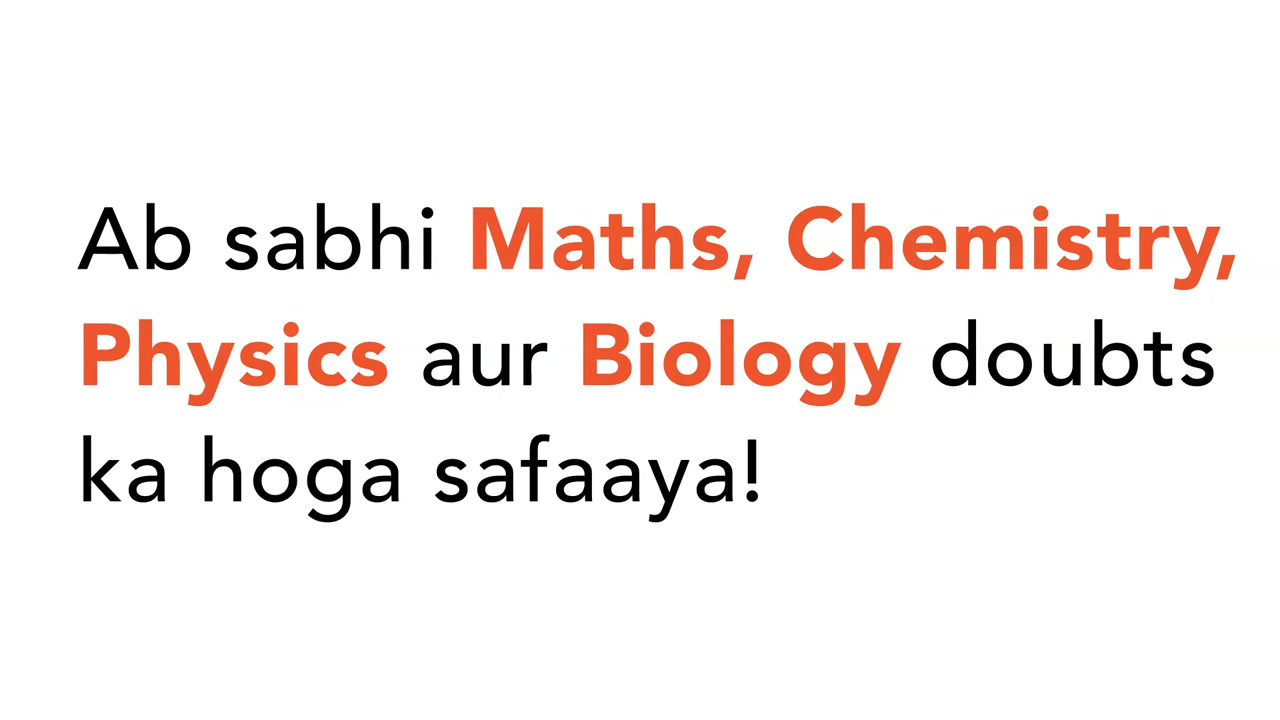 Ab sabhi Maths, Chemistry,
Physics aur Biology doubts
ka hoga safaaya!